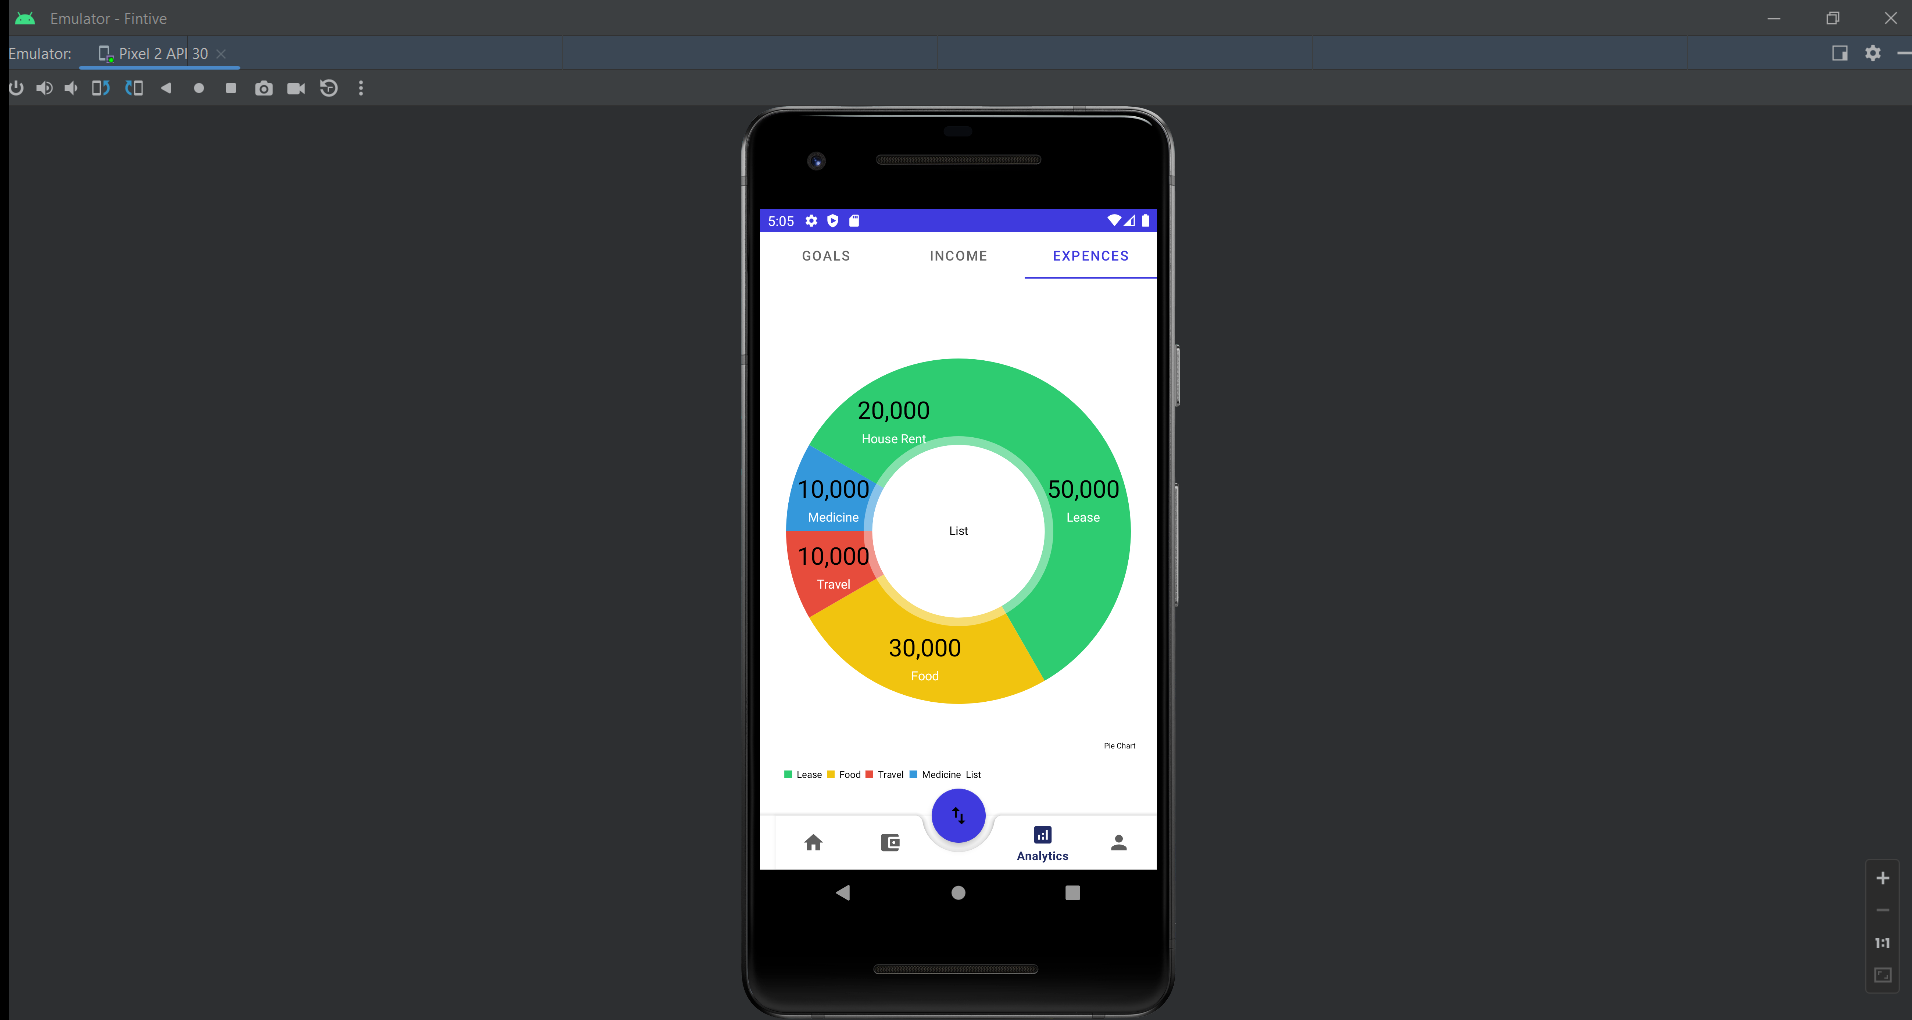 Emulator - Fintive
Emulator: Pixel 2 API 30
5:05
GOALS INCOME EXPENCES
20,000
House Rent
10,000
Medicine
50,000
Lease
List
10,000
Travel
30,000
Food
Pie Chart
Lease Food Travel Medicine List
Analytics
1:1